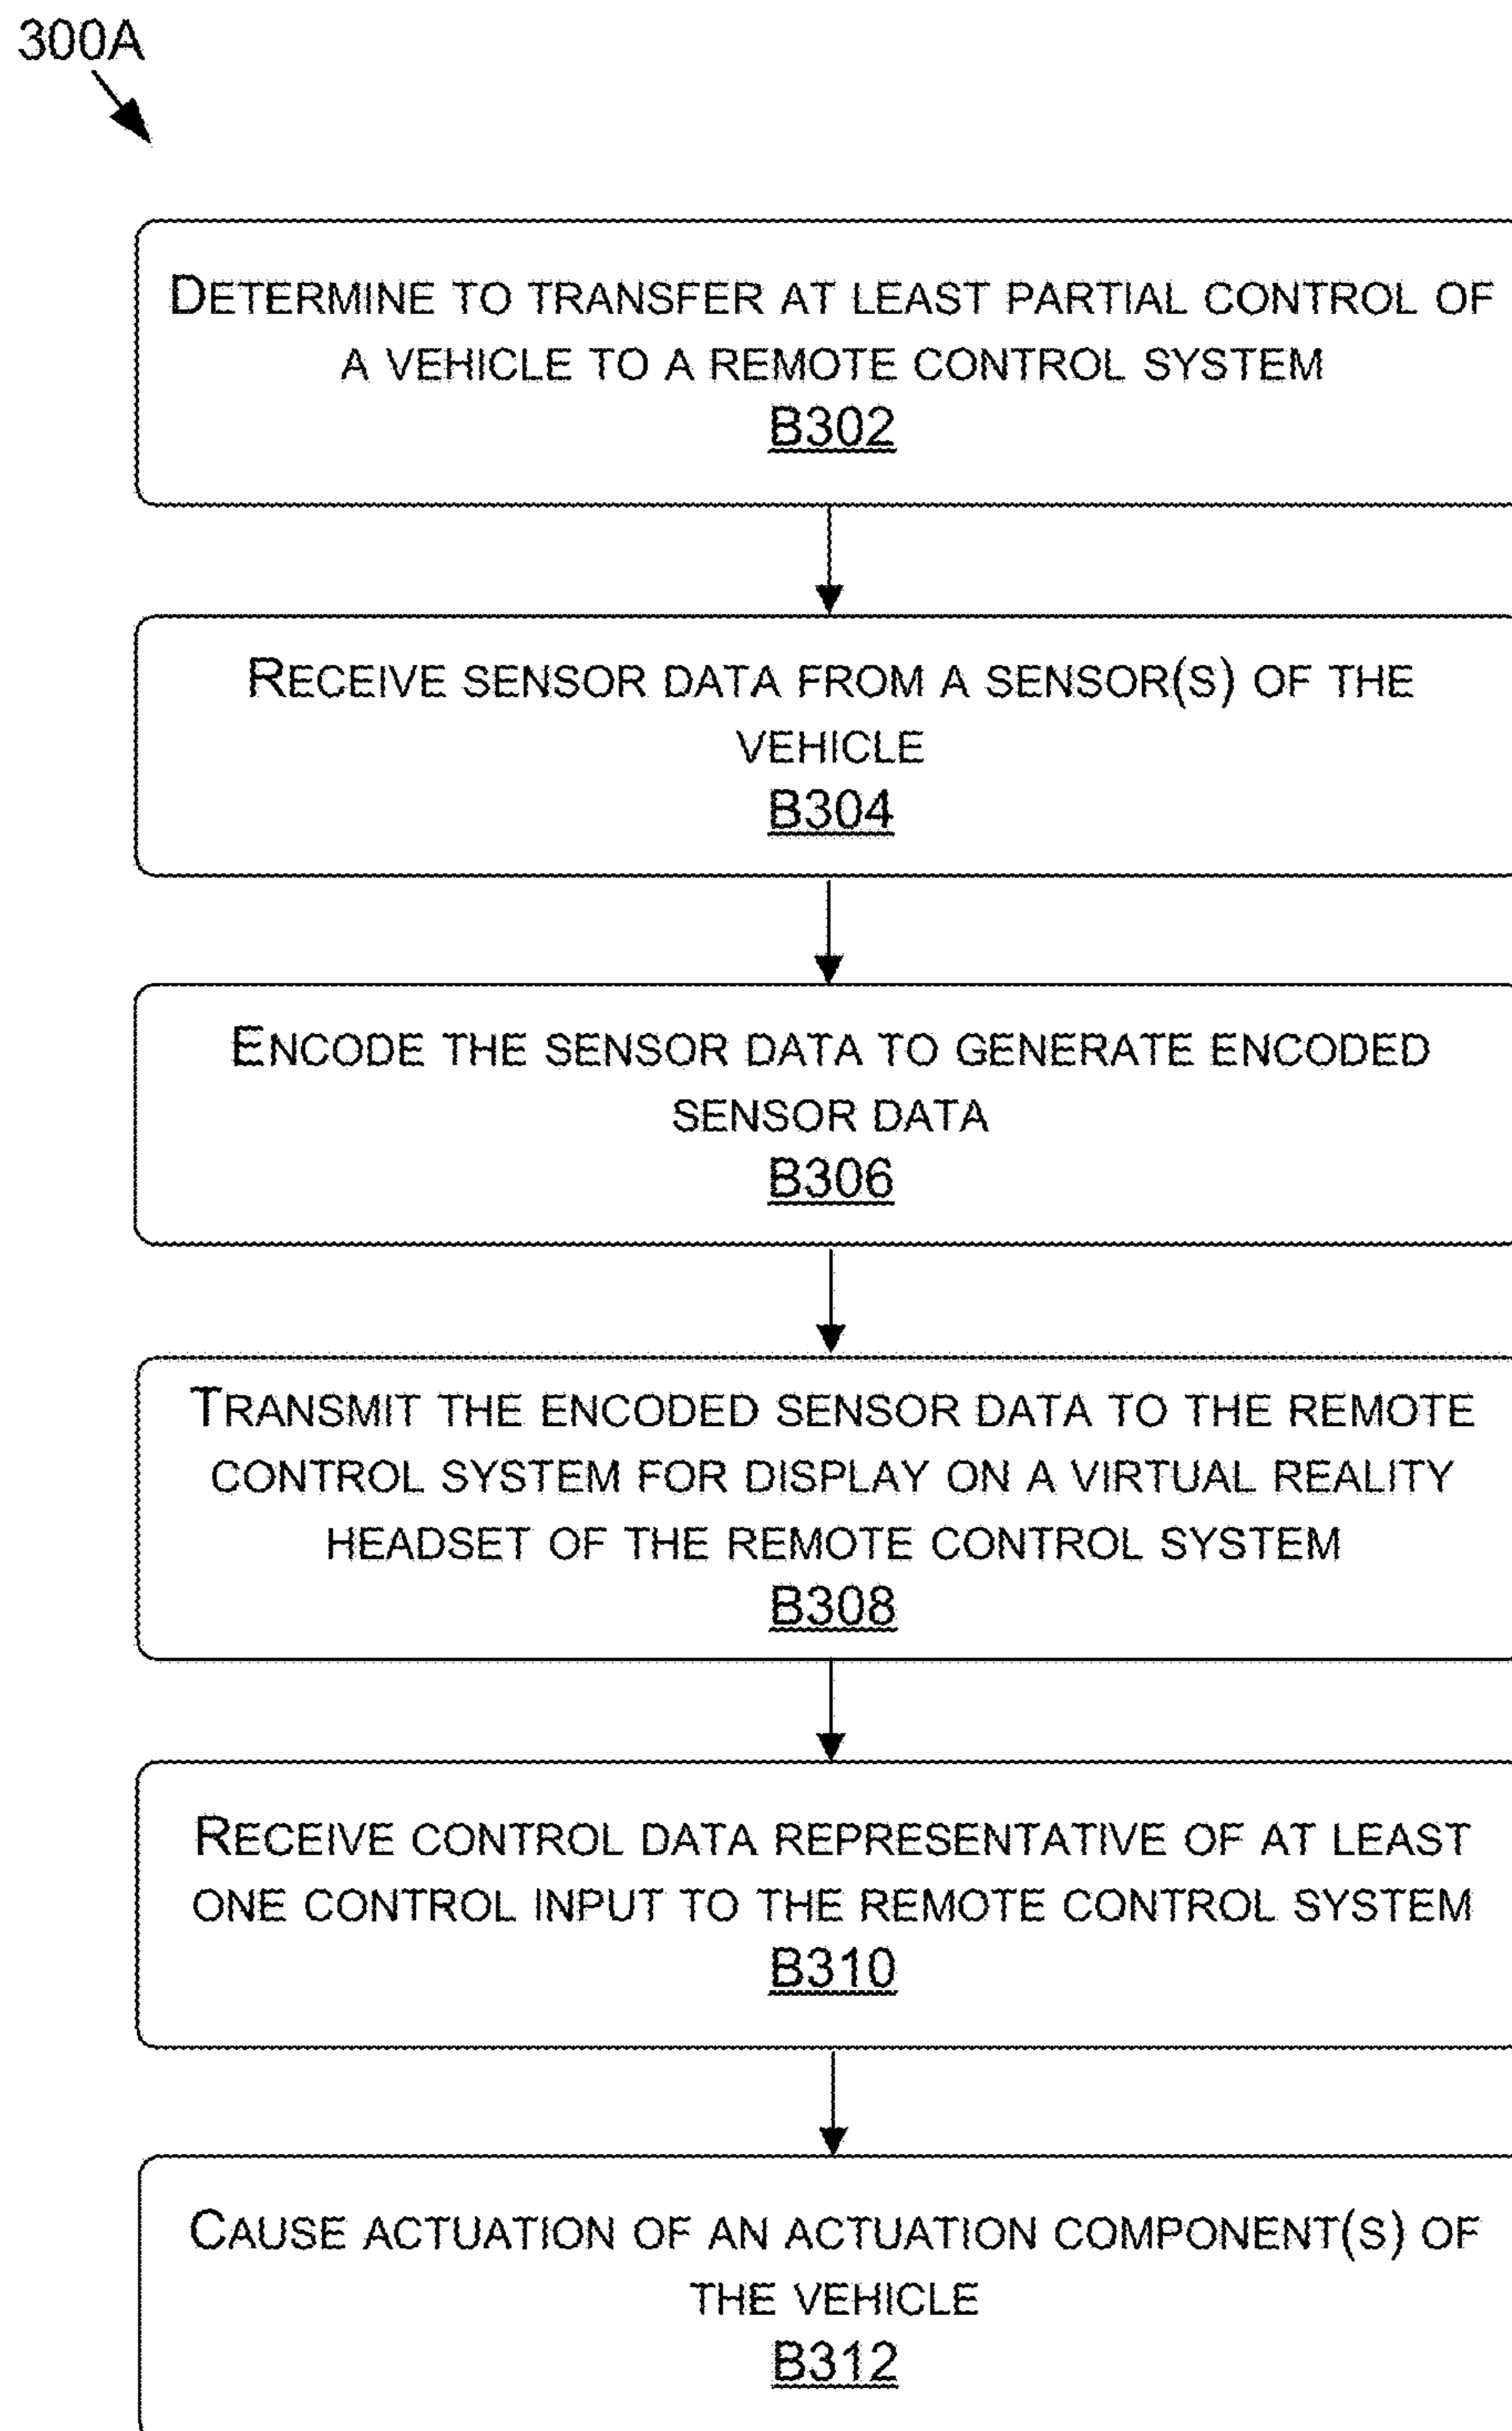 300A
DETERMINE TO TRANSFER AT LEAST PARTIAL CONTROL OF
A VEHICLE TO A REMOTE CONTROL SYSTEM
B302
RECEIVE SENSOR DATA FROM A SENSOR(S) OF THE
VEHICLE
B304
ENCODE THE SENSOR DATA TO GENERATE ENCODED
SENSOR DATA
B306
TRANSMIT THE ENCODED SENSOR DATA TO THE REMOTE
CONTROL SYSTEM FOR DISPLAY ON A VIRTUAL REALITY
HEADSET OF THE REMOTE CONTROL SYSTEM
B308
RECEIVE CONTROL DATA REPRESENTATIVE OF AT LEAST
ONE CONTROL INPUT TO THE REMOTE CONTROL SYSTEM
B310
CAUSE ACTUATION OF AN ACTUATION COMPONENT(S) OF
THE VEHICLE
B312